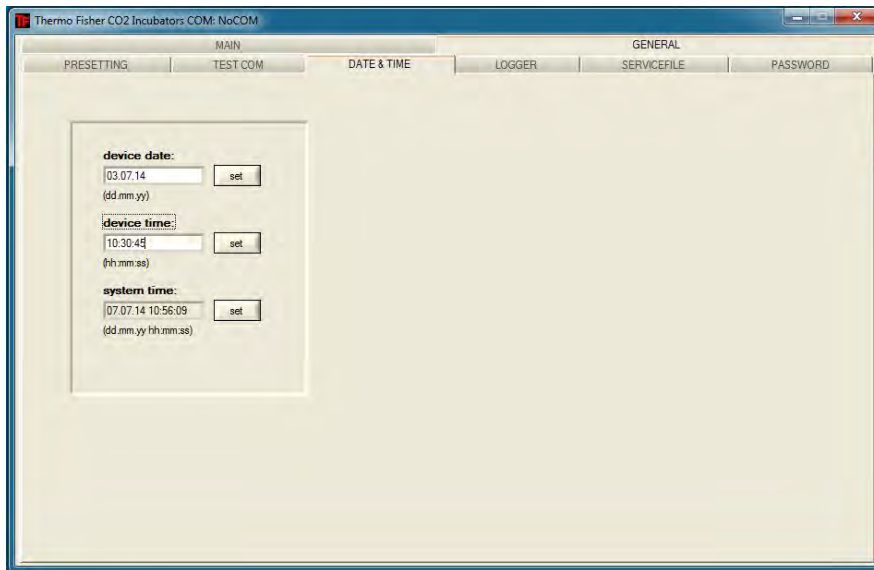 TF Thermo Fisher CO2 Incubators COM: NoCOM
MAIN GENERAL
PRESETTING TEST COM DATE & TIME LOGGER SERVICEFILE PASSWORD
device date:
03.07.14 set
(dd.mm.yy)
device time:
10:30:45 set
(hh:mm:ss)
system time:
07.07.14 10:56:09 set
(dd.mm.yy hh:mm:ss)